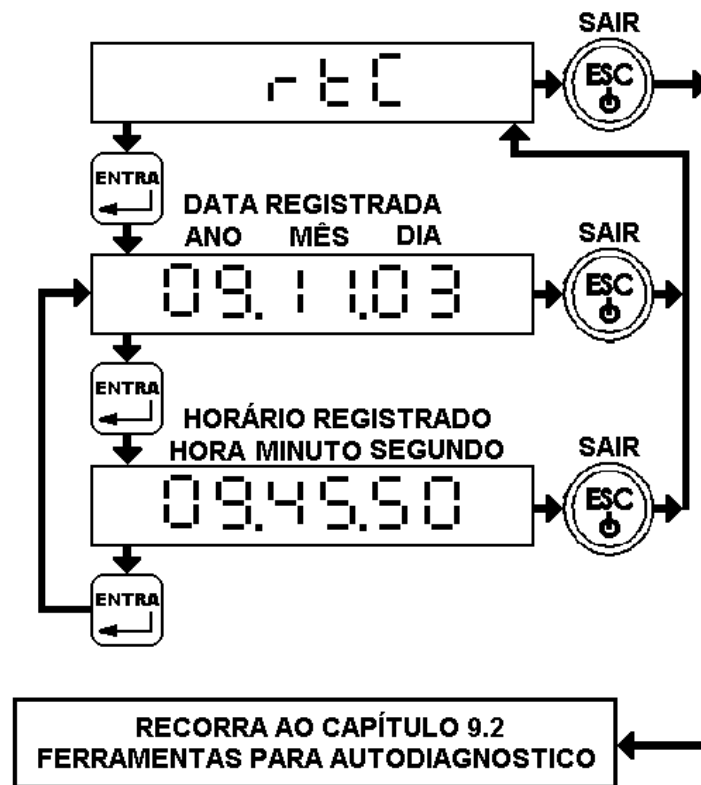 SAIR
rtC
ESC
ENTRA
DATA REGISTRADA
ANO MÊS DIA
SAIR
09.11.03
ESC
ENTRA
HORÁRIO REGISTRADO
HORA MINUTO SEGUNDO
SAIR
09.45.50
ESC
ENTRA
RECORRA AO CAPÍTULO 9.2
FERRAMENTAS PARA AUTODIAGNOSTICO